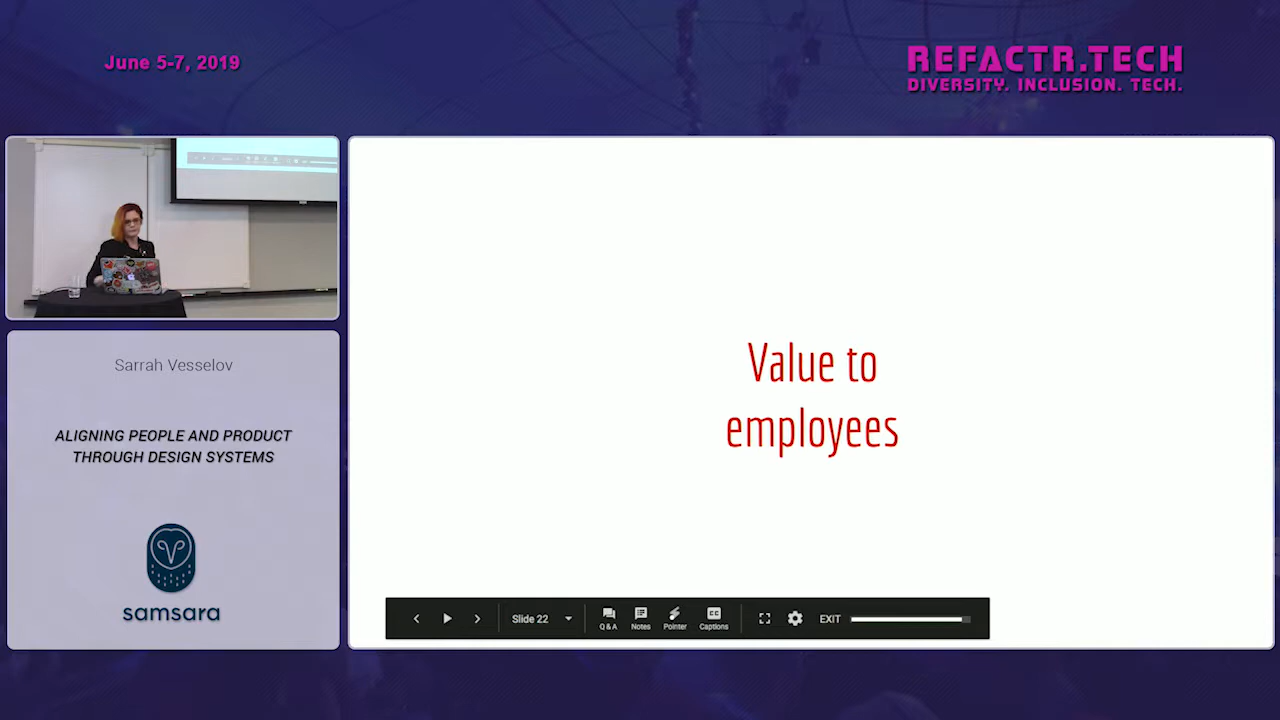 June 5-7, 2019
REFACTR.TECH
DIVERSITY. INCLUSION. TECH.
Sarrah Vesselov
ALIGNING PEOPLE AND PRODUCT
THROUGH DESIGN SYSTEMS
samsara
Value to
employees
Slide 22
Q & A
Notes
Pointer
CC
Captions
EXIT